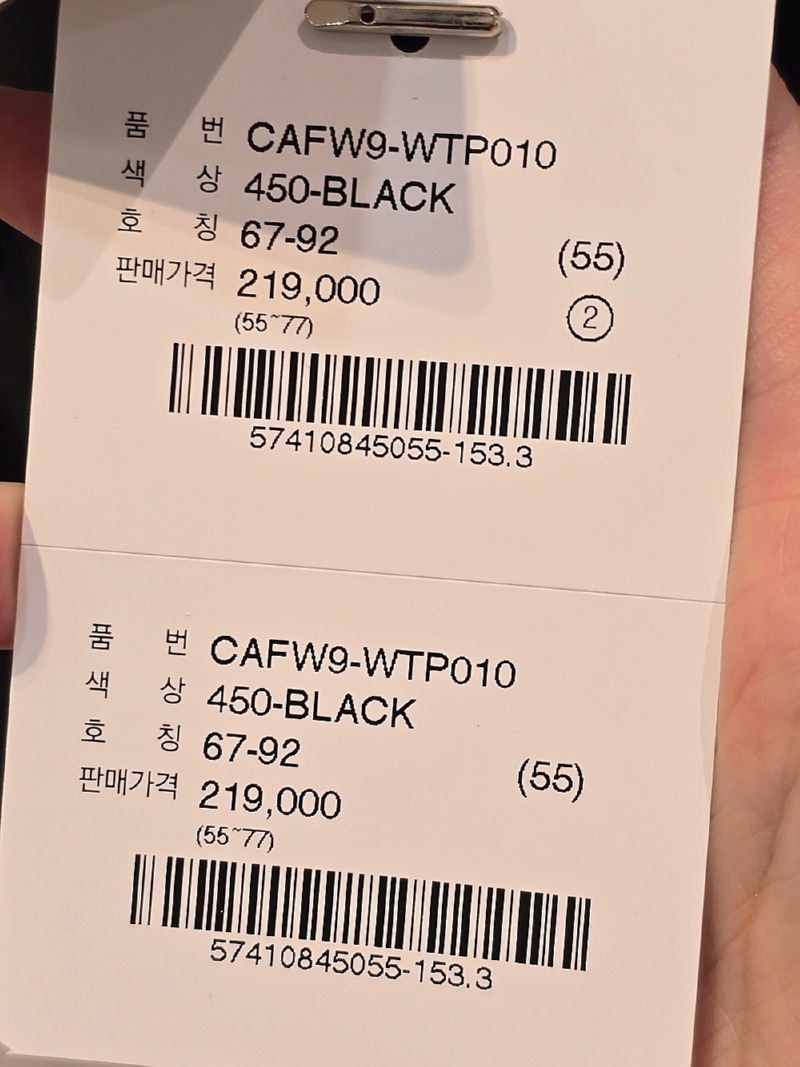 품 번 CAFW9-WTP010
색 상 450-BLACK
호 칭 67-92 (55)
판매가격 219,000 ②
(55~77)
57410845055-153.3
품 번 CAFW9-WTP010
색 상 450-BLACK
호 칭 67-92 (55)
판매가격 219,000
(55~77)
57410845055-153.3